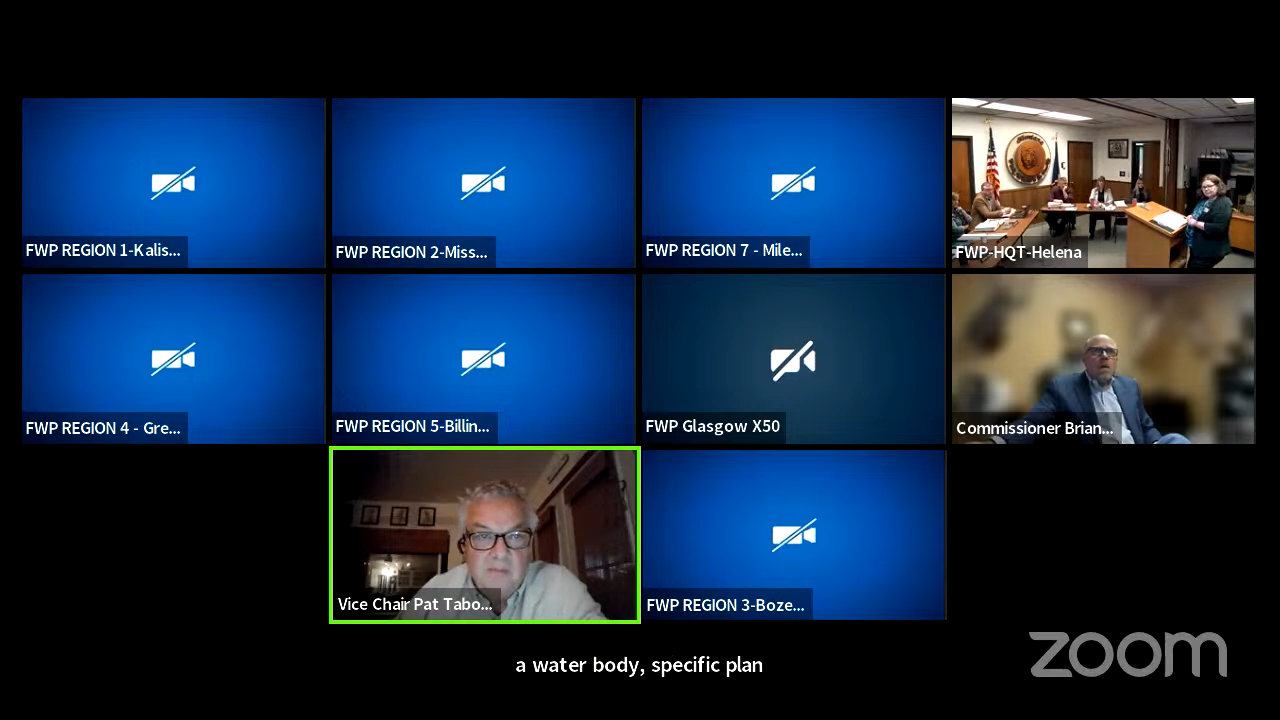 FWP REGION 1-Kalis...
FWP REGION 2-Miss...
FWP REGION 7 - Mile...
FWP-HQT-Helena
FWP REGION 4 - Gre...
FWP REGION 5-Billin...
FWP Glasgow X50
Commissioner Brian...
Vice Chair Pat Tabo...
FWP REGION 3-Boze...
a water body, specific plan
zoom